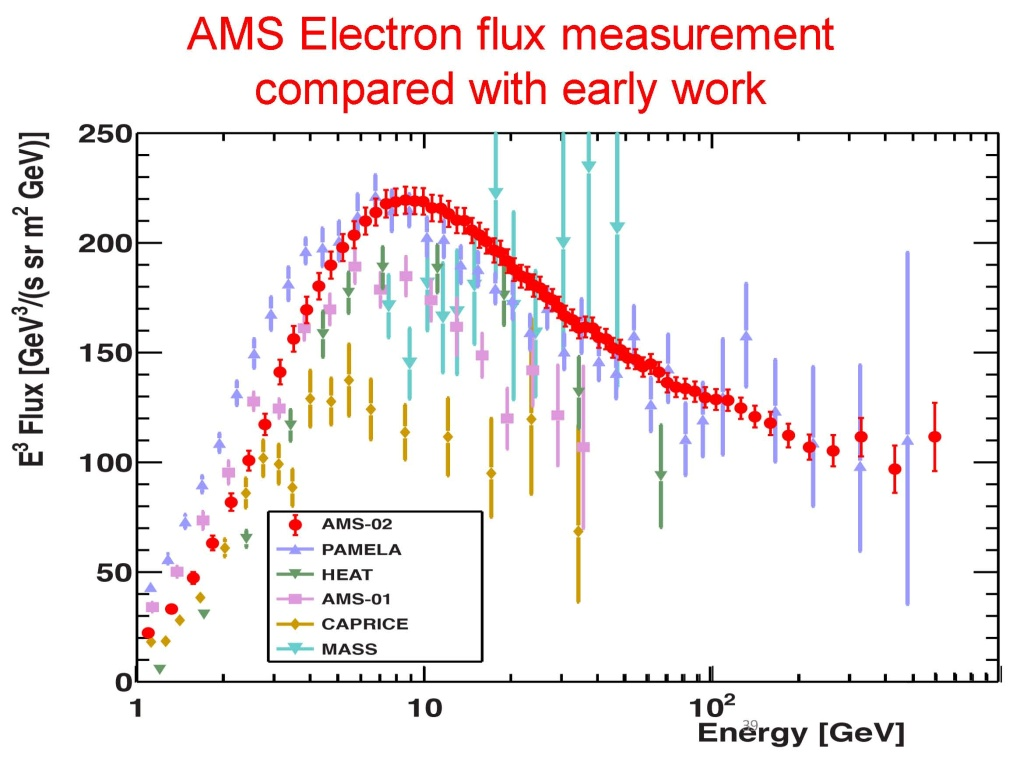 AMS Electron flux measurement
compared with early work
E³ Flux [GeV³/(s sr m² GeV)]
250
200
150
100
50
0
AMS-02
PAMELA
HEAT
AMS-01
CAPRICE
MASS
1
10
10²
39
Energy [GeV]